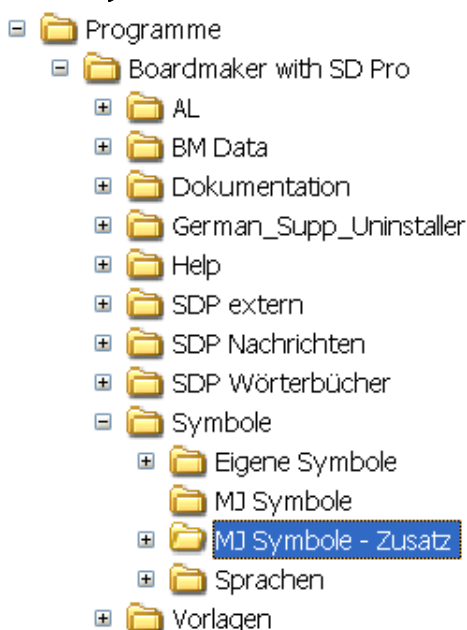 Programme
Boardmaker with SD Pro
AL
BM Data
Dokumentation
German_Supp_Uninstaller
Help
SDP extern
SDP Nachrichten
SDP Wörterbücher
Symbole
Eigene Symbole
MJ Symbole
MJ Symbole - Zusatz
Sprachen
Vorlagen